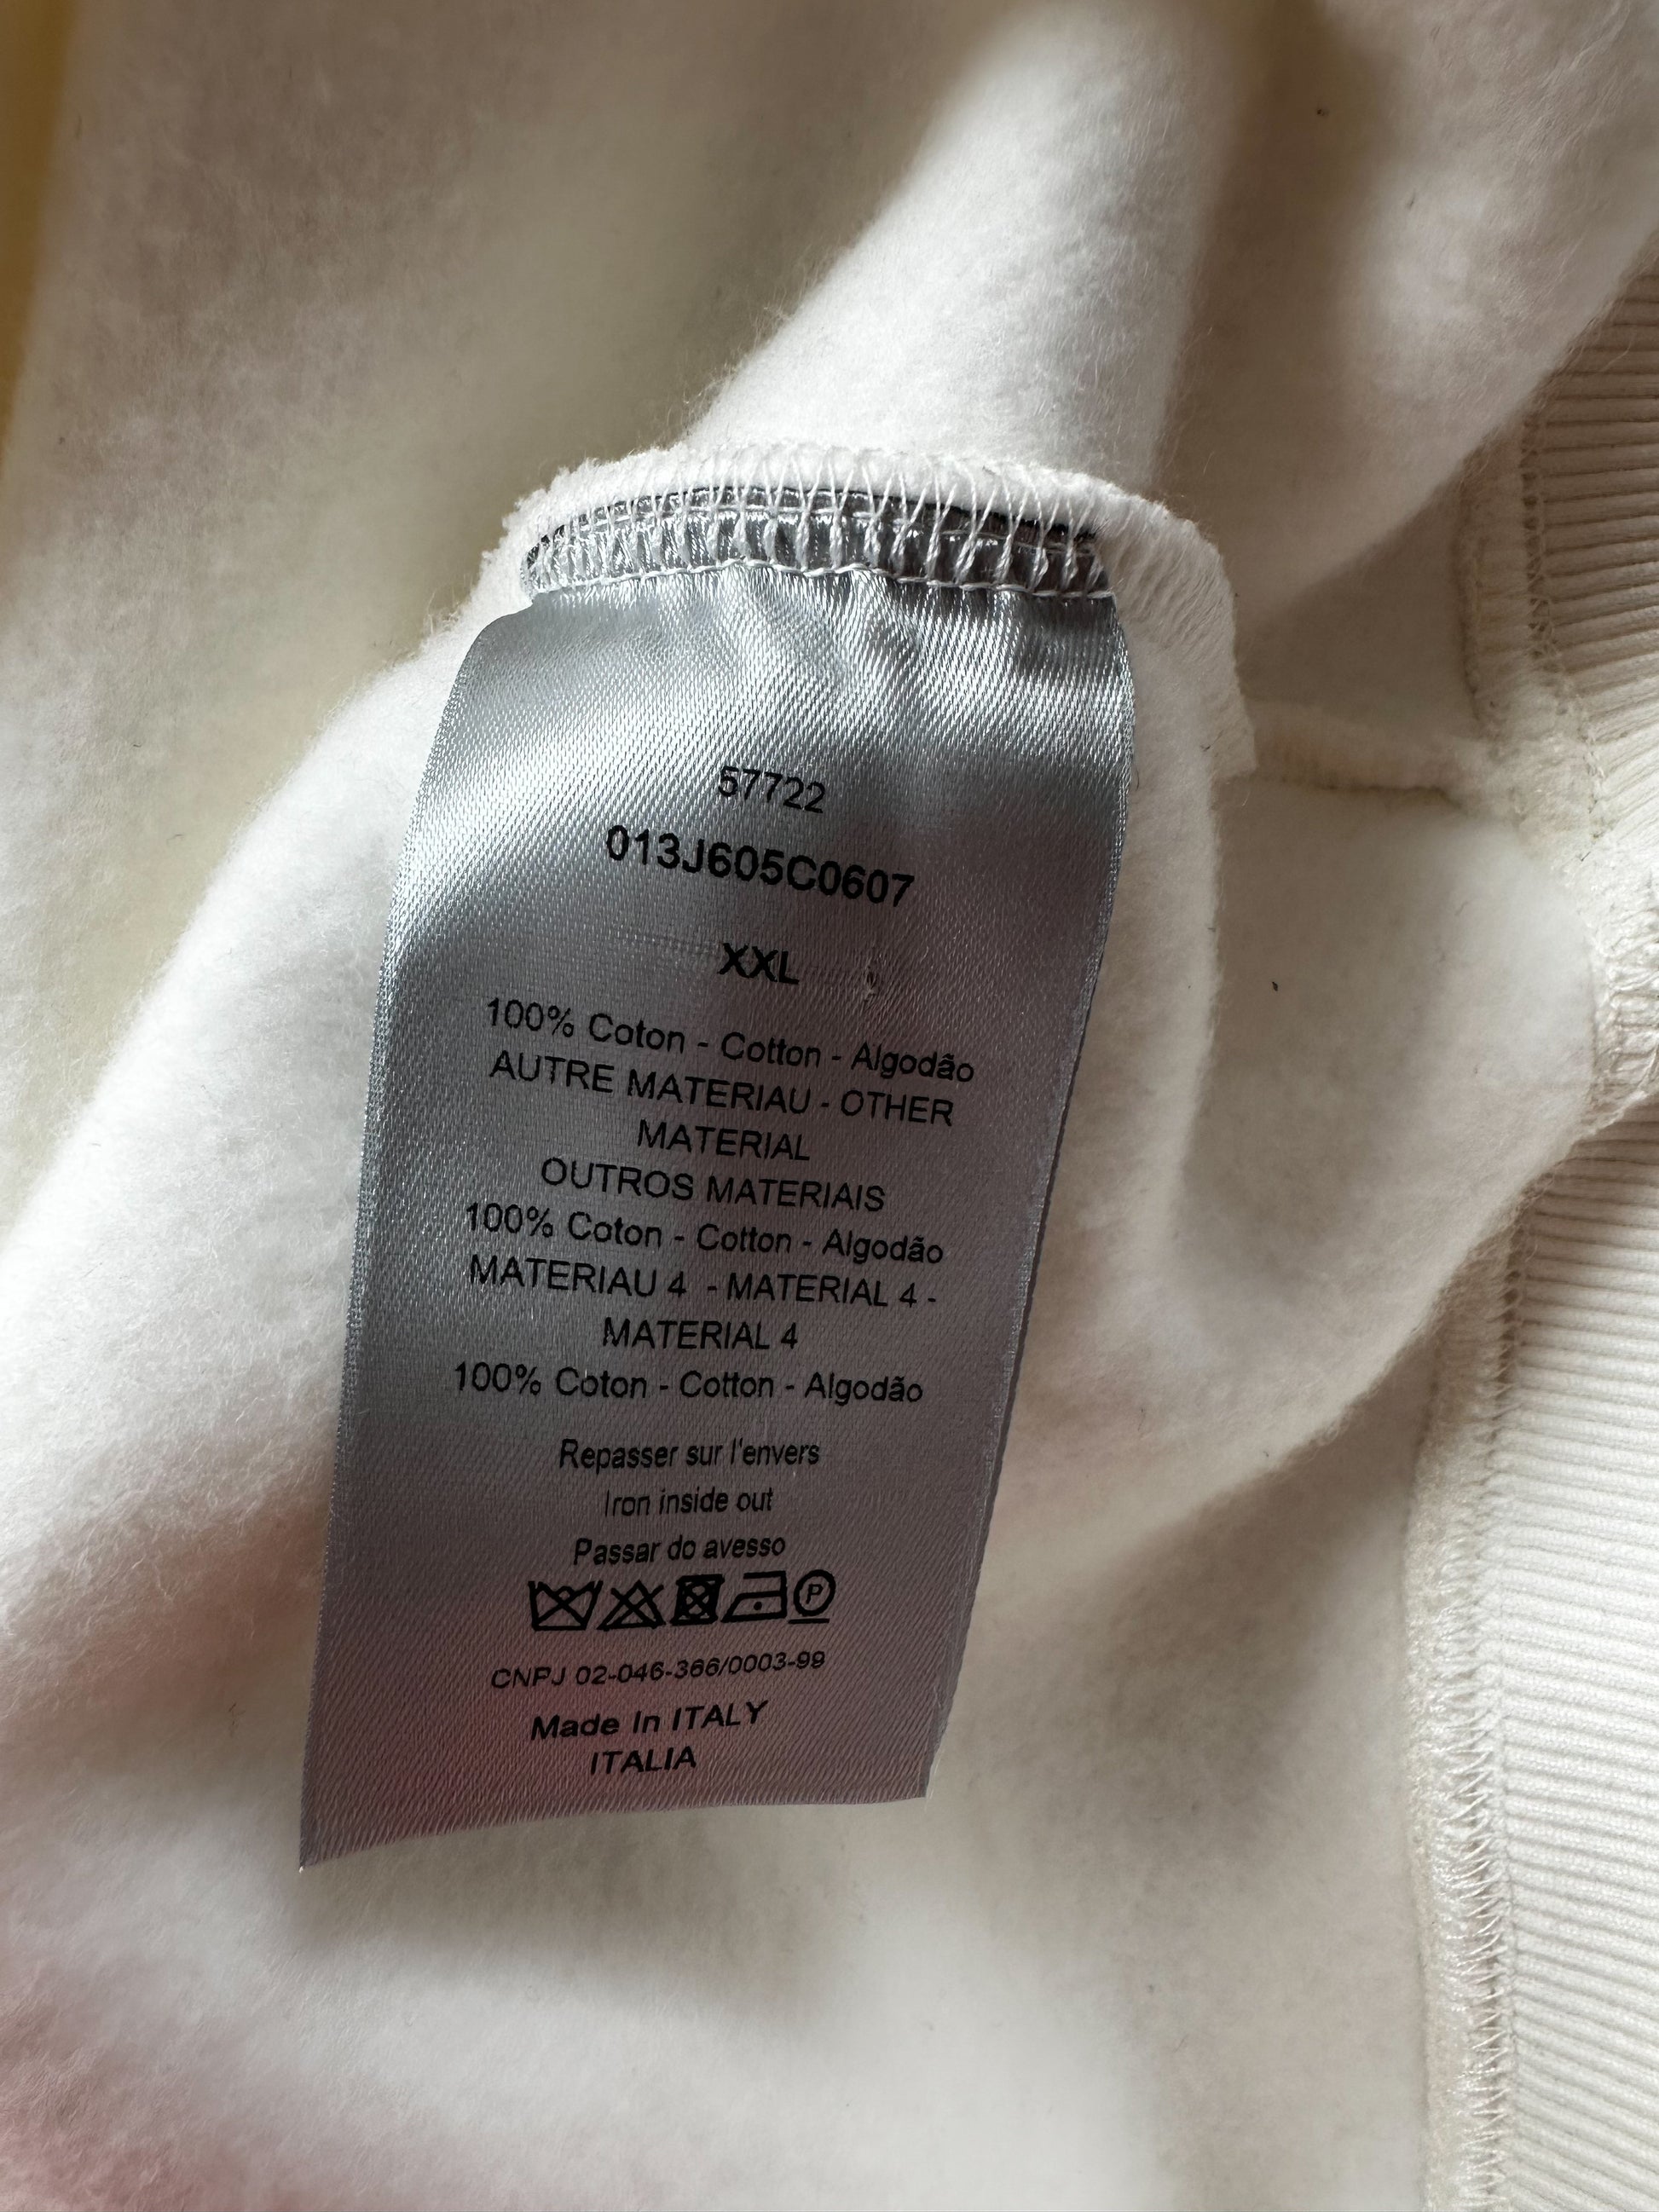 57722
013J605C0607
XXL
100% Coton - Cotton - Algodão
AUTRE MATERIAU - OTHER
MATERIAL
OUTROS MATERIAIS
100% Coton - Cotton - Algodão
MATERIAU 4 - MATERIAL 4 -
MATERIAL 4
100% Coton - Cotton - Algodão
Repasser sur l'envers
Iron inside out
Passar do avesso
P
CNPJ 02-046-366/0003-99
Made In ITALY
ITALIA